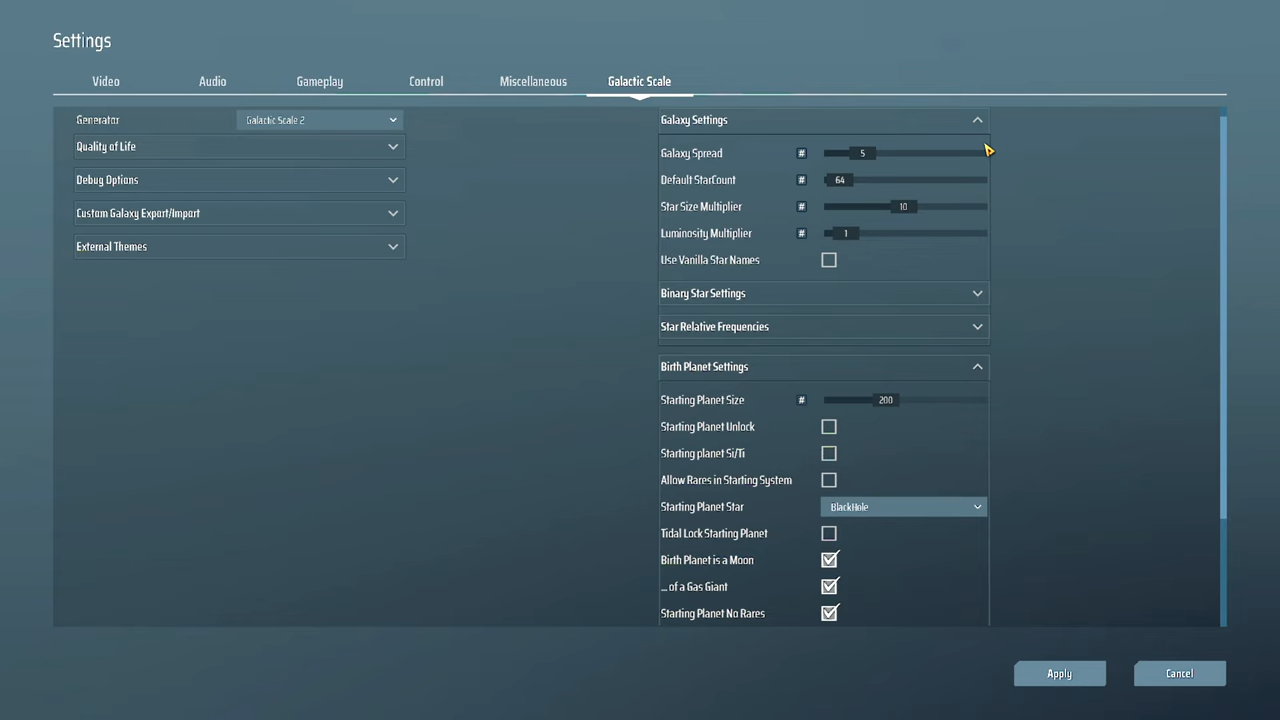 Settings
Video Audio Gameplay Control Miscellaneous Galactic Scale
Generator Galactic Scale 2
Quality of Life
Debug Options
Custom Galaxy Export/Import
External Themes
Galaxy Settings
Galaxy Spread # 5
Default StarCount # 64
Star Size Multiplier # 10
Luminosity Multiplier # 1
Use Vanilla Star Names
Binary Star Settings
Star Relative Frequencies
Birth Planet Settings
Starting Planet Size # 200
Starting Planet Unlock
Starting planet Si/Ti
Allow Rares in Starting System
Starting Planet Star BlackHole
Tidal Lock Starting Planet
Birth Planet is a Moon
... of a Gas Giant
Starting Planet No Rares
Apply Cancel